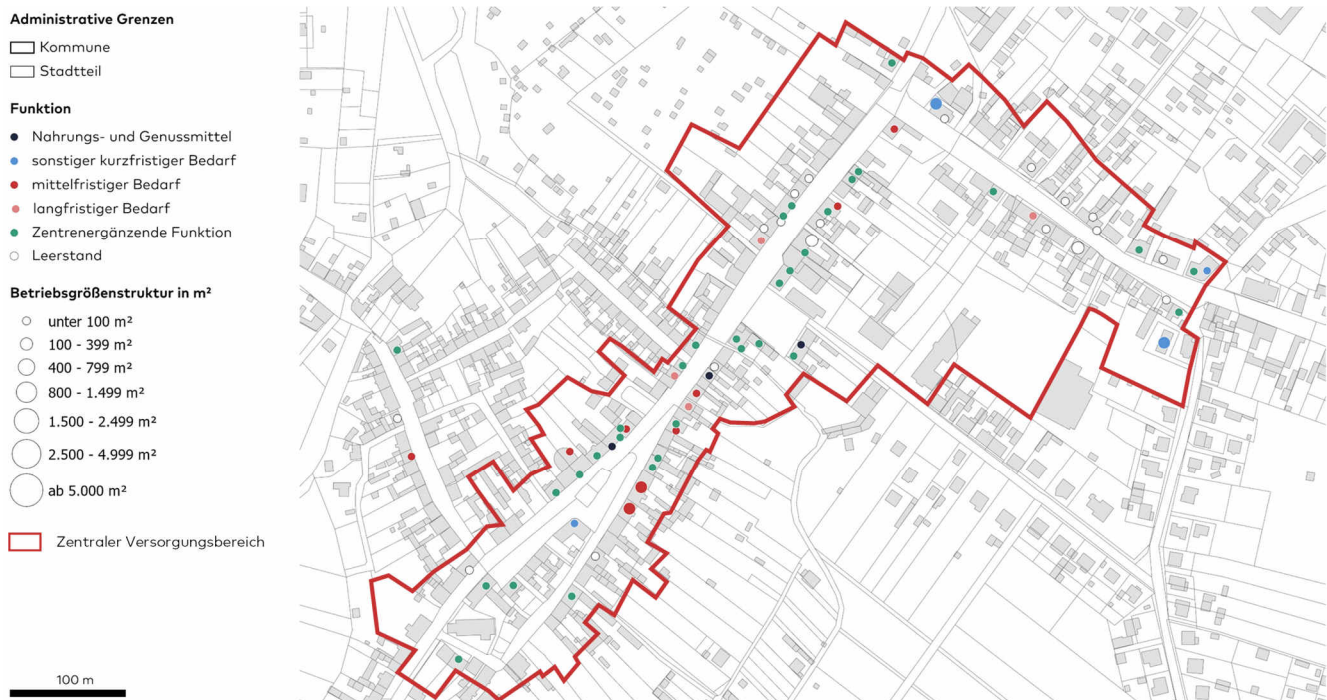 Administrative Grenzen
Kommune
Stadtteil
Funktion
Nahrungs- und Genussmittel
sonstiger kurzfristiger Bedarf
mittelfristiger Bedarf
langfristiger Bedarf
Zentrenergänzende Funktion
Leerstand
Betriebsgrößenstruktur in m²
unter 100 m²
100 - 399 m²
400 - 799 m²
800 - 1.499 m²
1.500 - 2.499 m²
2.500 - 4.999 m²
ab 5.000 m²
Zentraler Versorgungsbereich
100 m